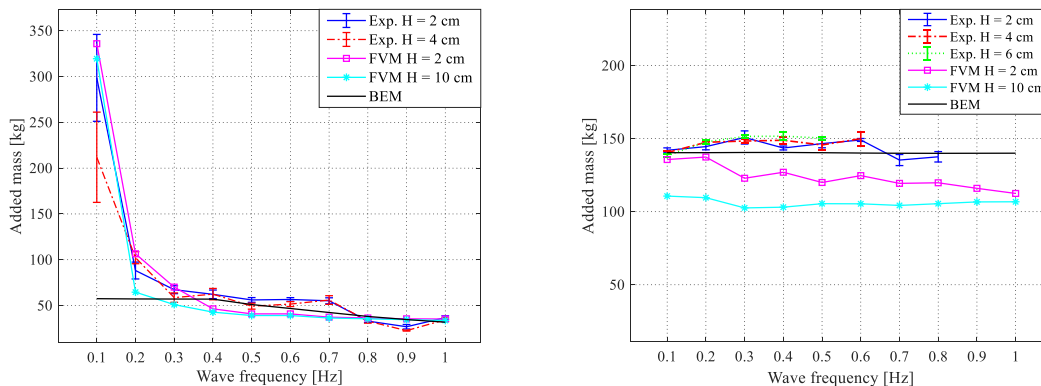 Exp. H = 2 cm
Exp. H = 4 cm
FVM H = 2 cm
FVM H = 10 cm
BEM
350
300
250
200
150
100
50
Added mass [kg]
0.1 0.2 0.3 0.4 0.5 0.6 0.7 0.8 0.9 1
Wave frequency [Hz]
Exp. H = 2 cm
Exp. H = 4 cm
Exp. H = 6 cm
FVM H = 2 cm
FVM H = 10 cm
BEM
200
150
100
Added mass [kg]
0.1 0.2 0.3 0.4 0.5 0.6 0.7 0.8 0.9 1
Wave frequency [Hz]